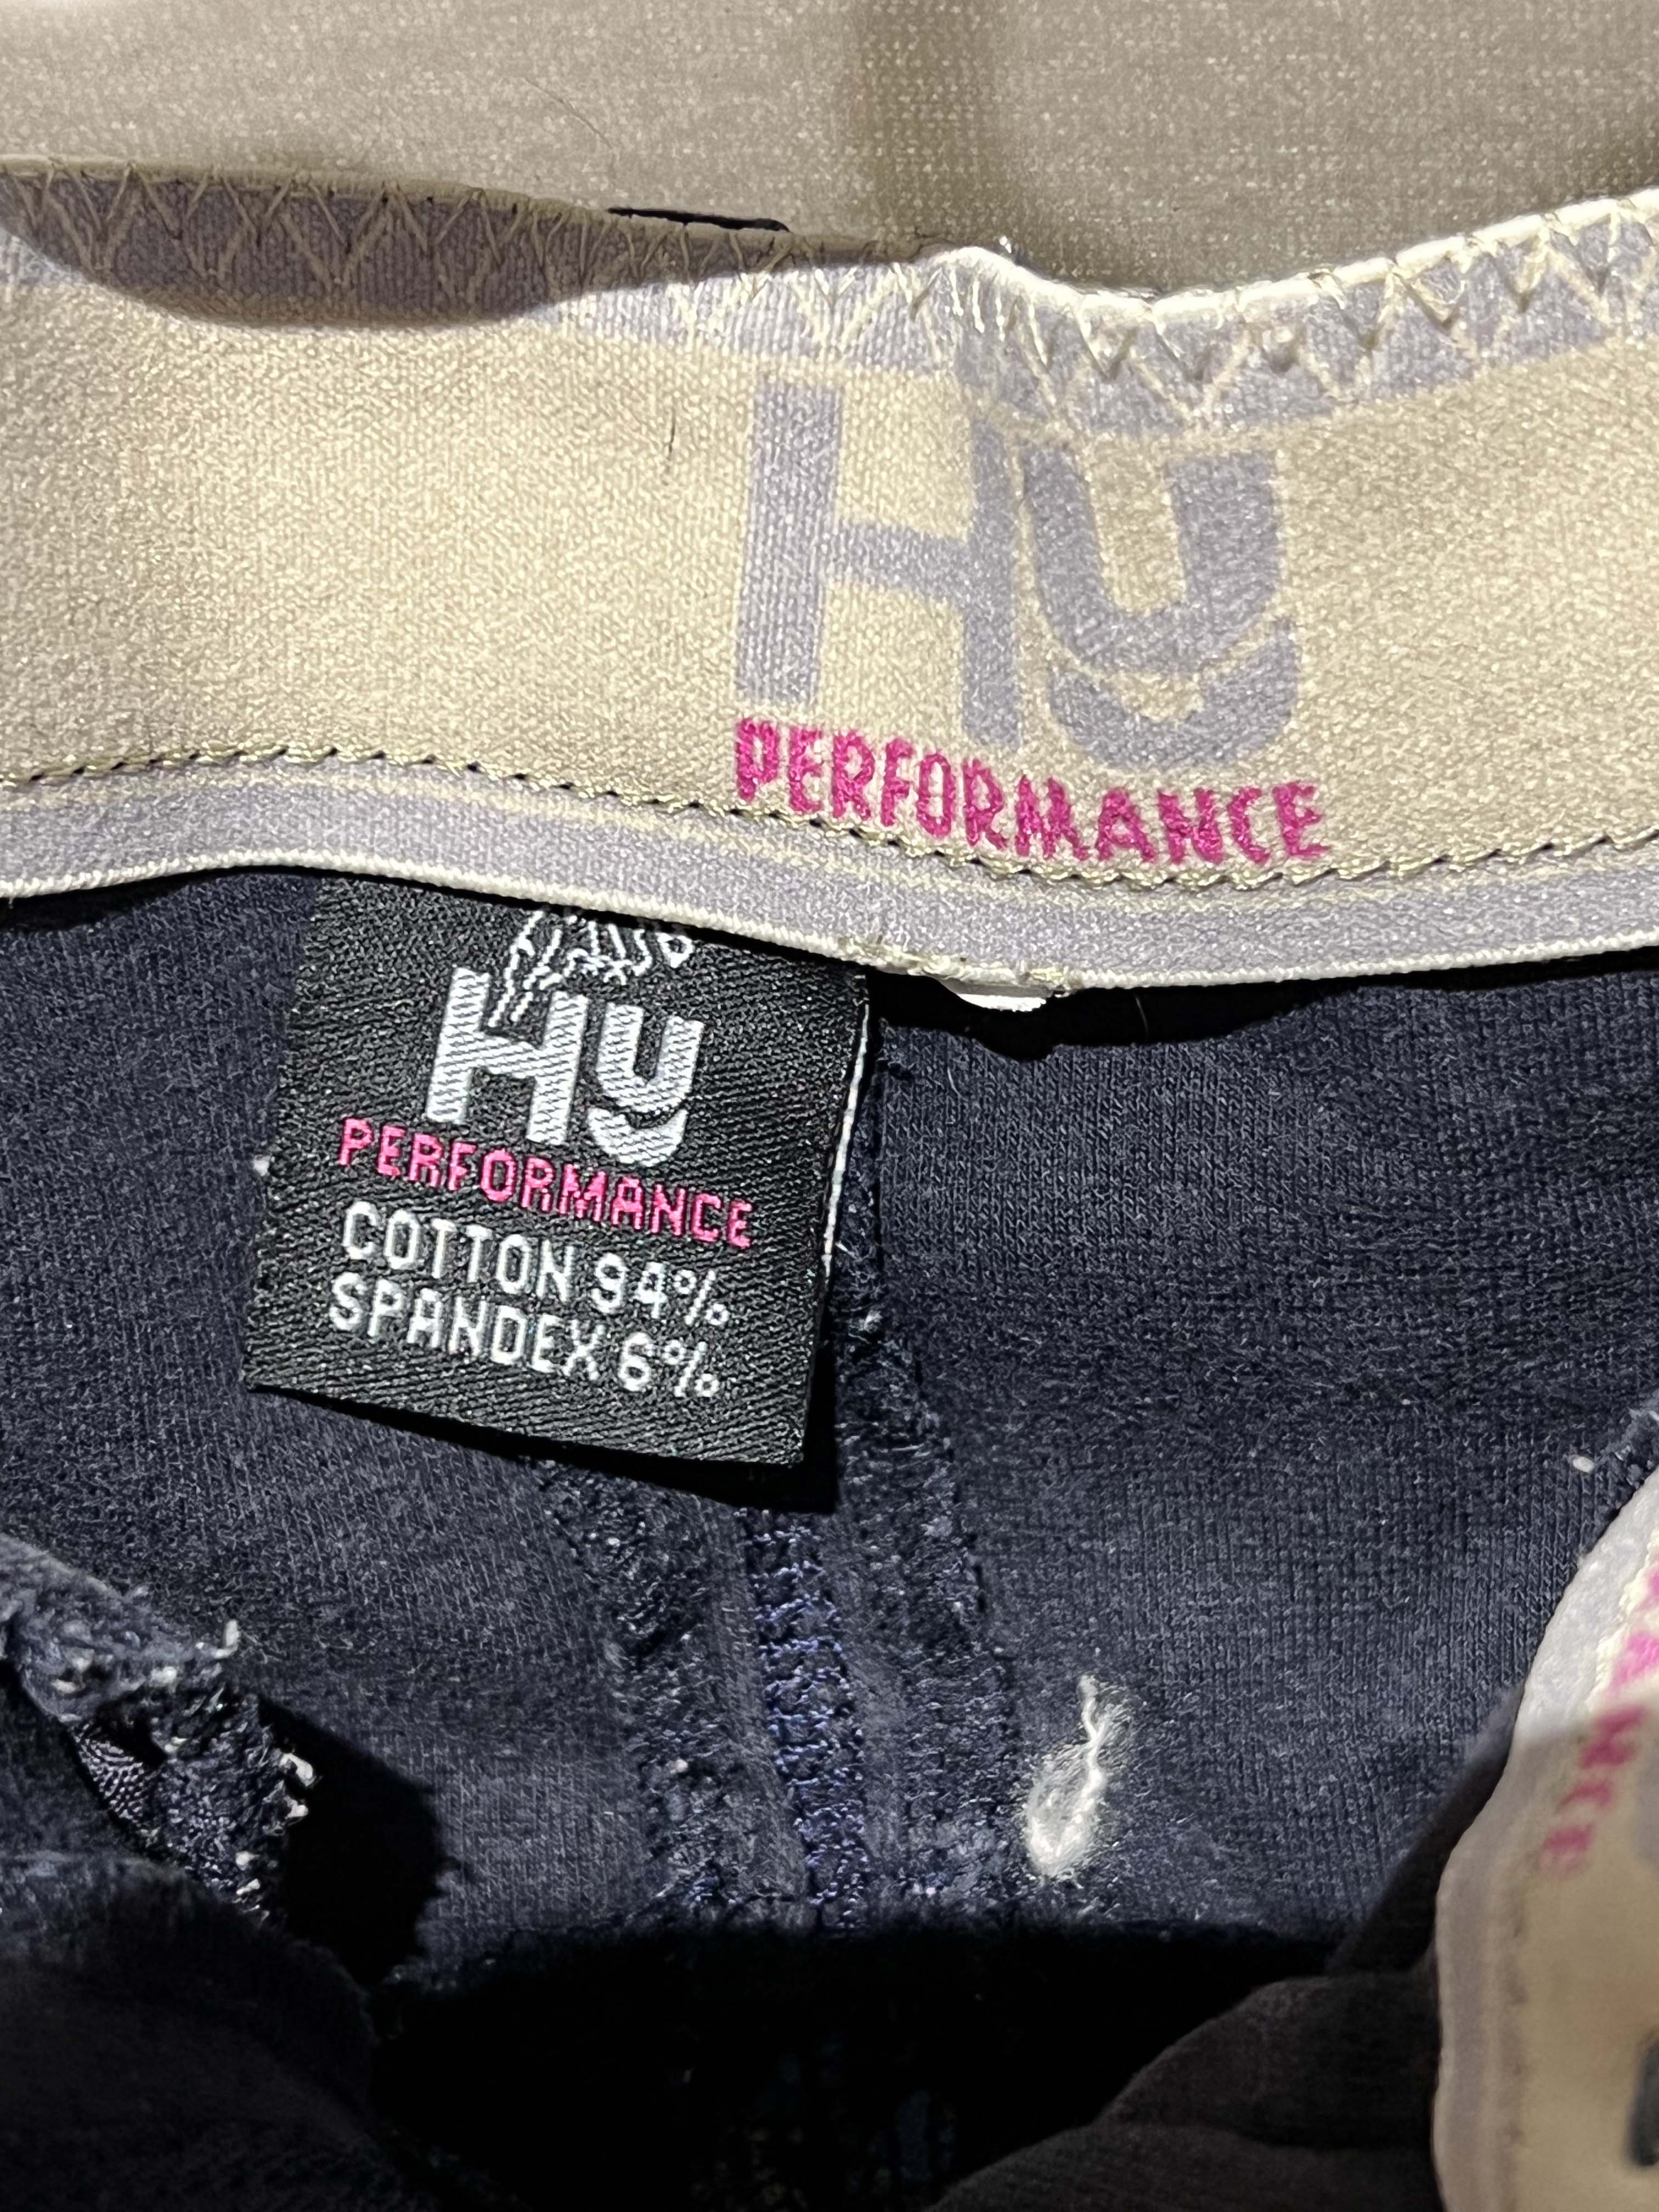 Hy
PERFORMANCE
Hy
PERFORMANCE
COTTON 94%
SPANDEX 6%